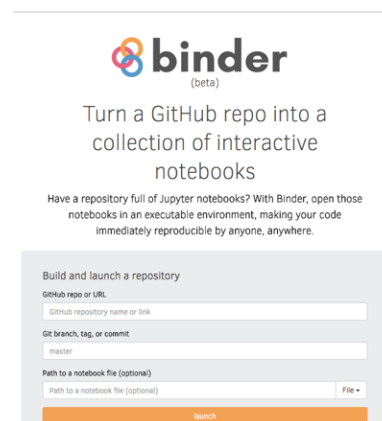 binder
(beta)
Turn a GitHub repo into a
collection of interactive
notebooks
Have a repository full of Jupyter notebooks? With Binder, open those
notebooks in an executable environment, making your code
immediately reproducible by anyone, anywhere.
Build and launch a repository
GitHub repo or URL
GitHub repository name or link
Git branch, tag, or commit
master
Path to a notebook file (optional)
Path to a notebook file (optional) File
launch